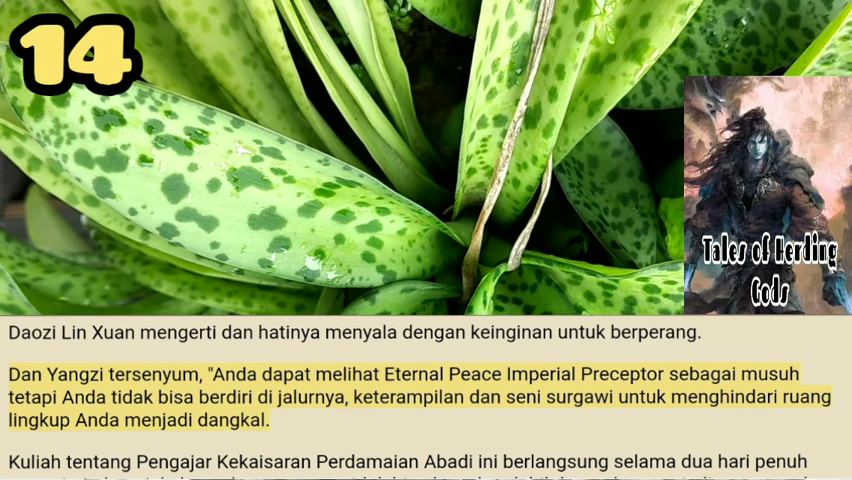 14
Tales of Herding
Gods
Daozi Lin Xuan mengerti dan hatinya menyala dengan keinginan untuk berperang.
Dan Yangzi tersenyum, "Anda dapat melihat Eternal Peace Imperial Preceptor sebagai musuh
tetapi Anda tidak bisa berdiri di jalurnya, keterampilan dan seni surgawi untuk menghindari ruang
lingkup Anda menjadi dangkal.
Kuliah tentang Pengajar Kekaisaran Perdamaian Abadi ini berlangsung selama dua hari penuh